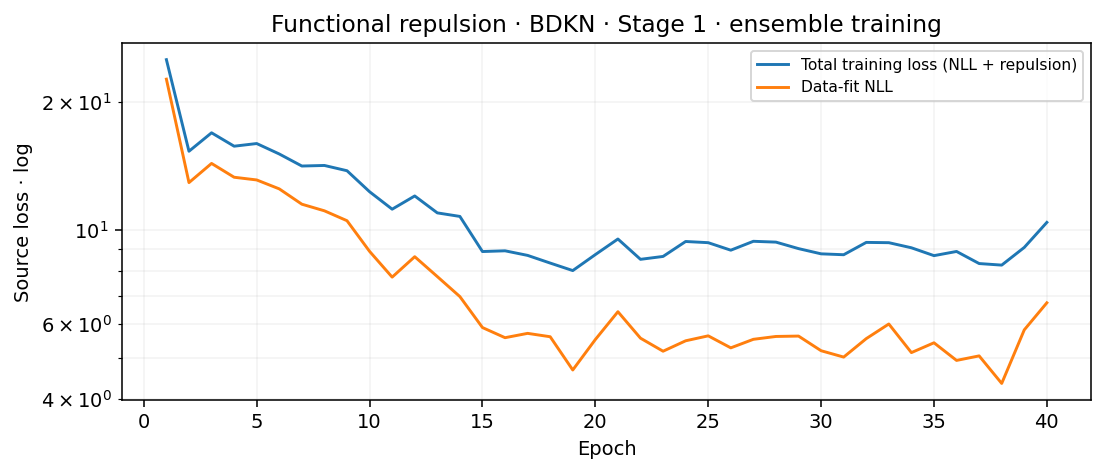 Functional repulsion · BDKN · Stage 1 · ensemble training
Source loss · log
2 × 10¹
10¹
6 × 10⁰
4 × 10⁰
Total training loss (NLL + repulsion)
Data-fit NLL
0 5 10 15 20 25 30 35 40
Epoch